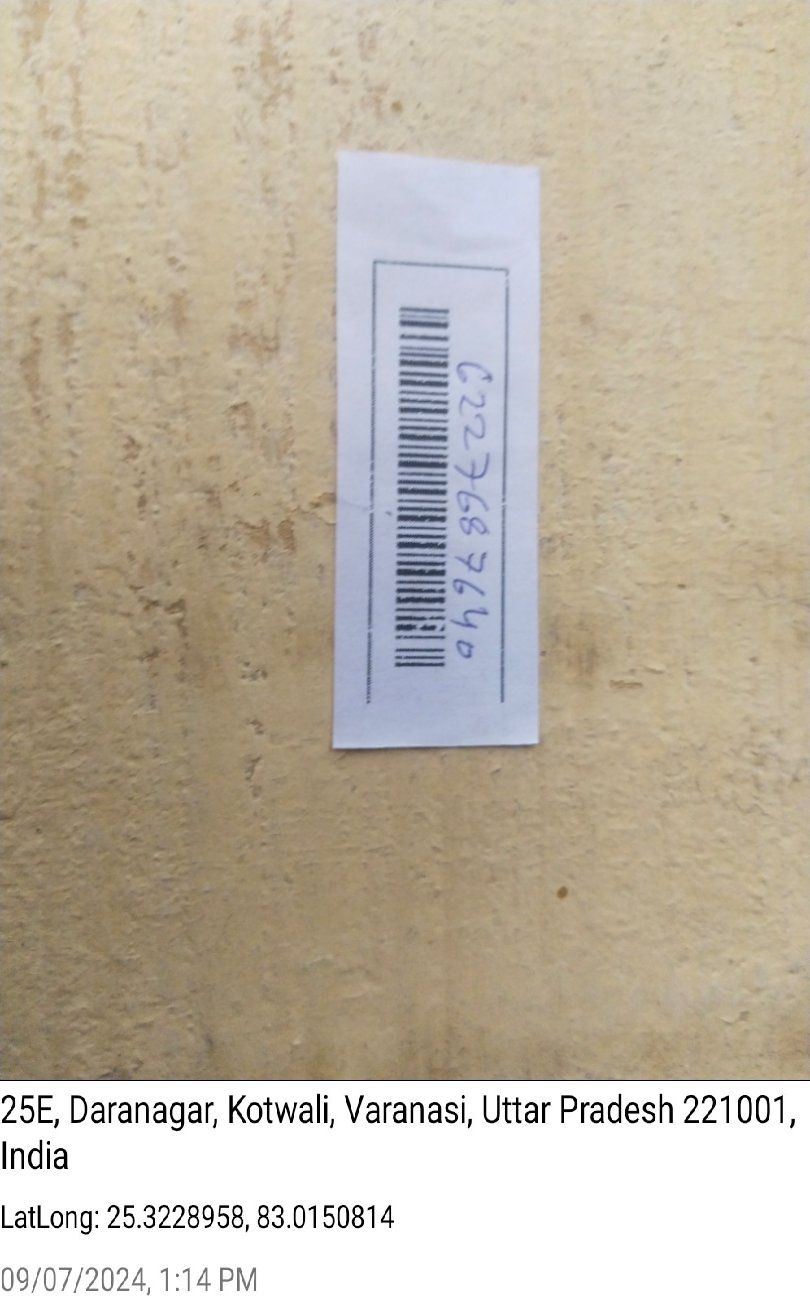 6227687640
25E, Daranagar, Kotwali, Varanasi, Uttar Pradesh 221001,
India
LatLong: 25.3228958, 83.0150814
09/07/2024, 1:14 PM